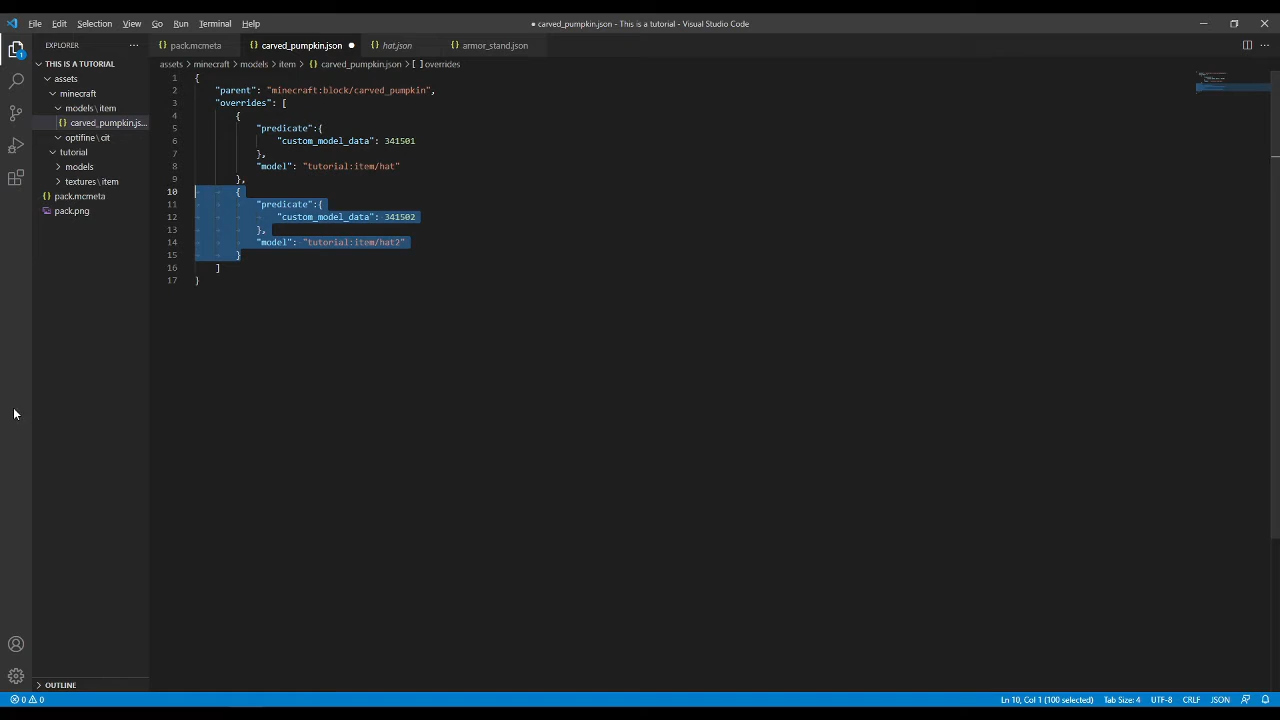 File Edit Selection View Go Run Terminal Help
● carved_pumpkin.json - This is a tutorial - Visual Studio Code
EXPLORER ···
pack.mcmeta
{} carved_pumpkin.json ●
{} hat.json
{} armor_stand.json
THIS IS A TUTORIAL
assets
minecraft
models \ item
{} carved_pumpkin.js...
optifine \ cit
tutorial
models
textures \ item
{} pack.mcmeta
pack.png
OUTLINE
assets > minecraft > models > item > {} carved_pumpkin.json > [ ] overrides
1 {
2 "parent": "minecraft:block/carved_pumpkin",
3 "overrides": [
4 {
5 "predicate":{
6 "custom_model_data": 341501
7 },
8 "model": "tutorial:item/hat"
9 },
10 {
11 "predicate":{
12 "custom_model_data": 341502
13 },
14 "model": "tutorial:item/hat2"
15 }
16 ]
17 }
1
0 0 Ln 10, Col 1 (100 selected) Tab Size: 4 UTF-8 CRLF JSON